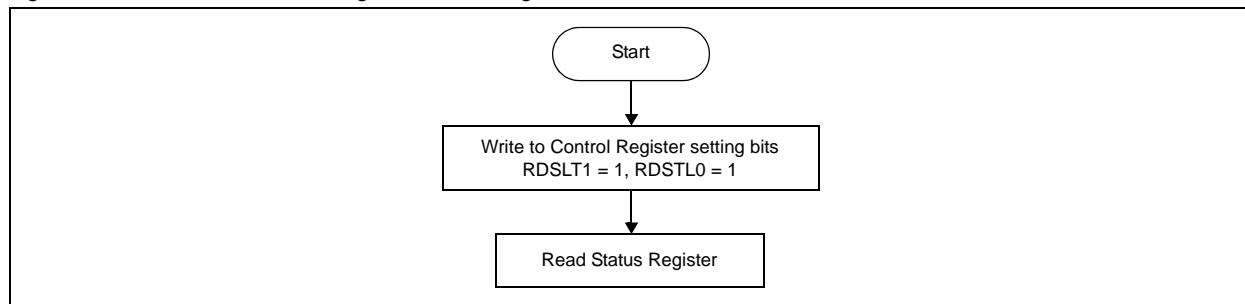 Start
Write to Control Register setting bits
RDSLT1 = 1, RDSTL0 = 1
Read Status Register